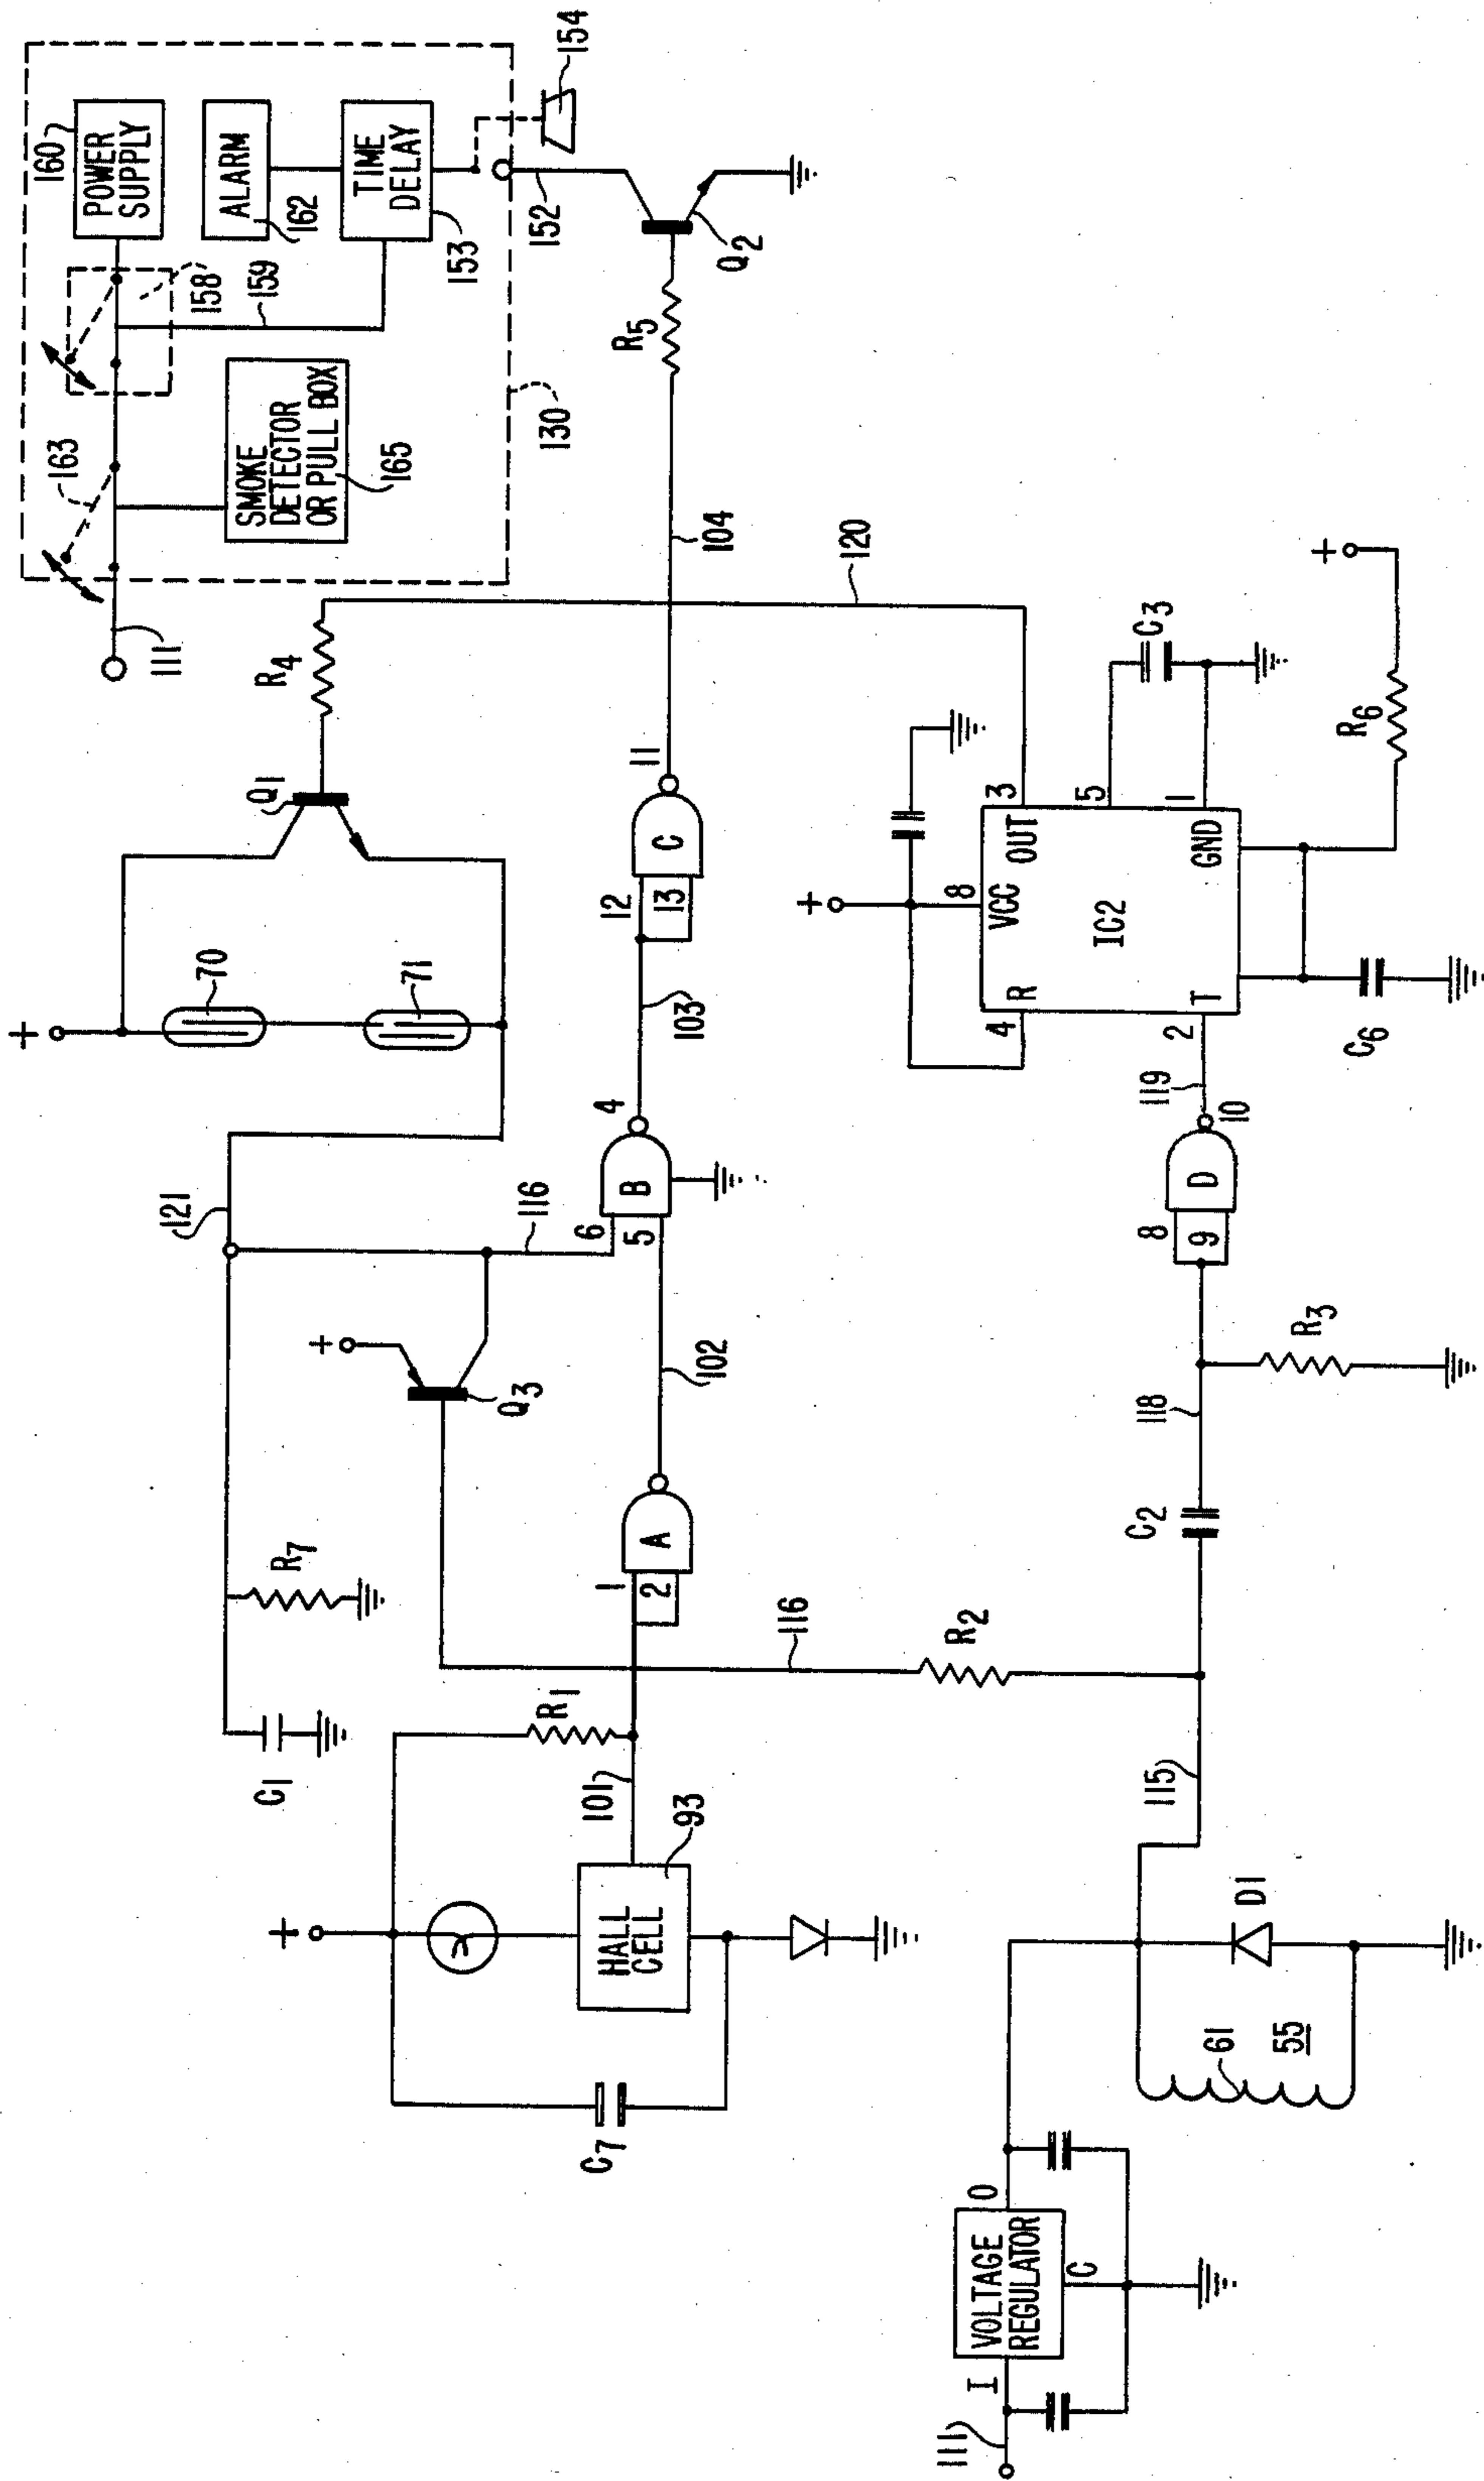 111
163
158
160
POWER
SUPPLY
159
ALARM
162
SMOKE
DETECTOR
OR PULL BOX
165
TIME
DELAY
153
130
152
154
Q2
R5
104
120
+
70
71
Q1
R4
121
116
+
Q3
C1
R7
+
C7
HALL
CELL
93
101
R1
1
2
A
102
6
5
B
4
103
12
13
C
11
116
R2
111
I
VOLTAGE
REGULATOR
O
C
61
55
D1
115
C2
118
R3
8
9
D
10
119
+
4
R
8
VCC
OUT
3
IC2
2
T
GND
5
1
C3
C6
R6
+